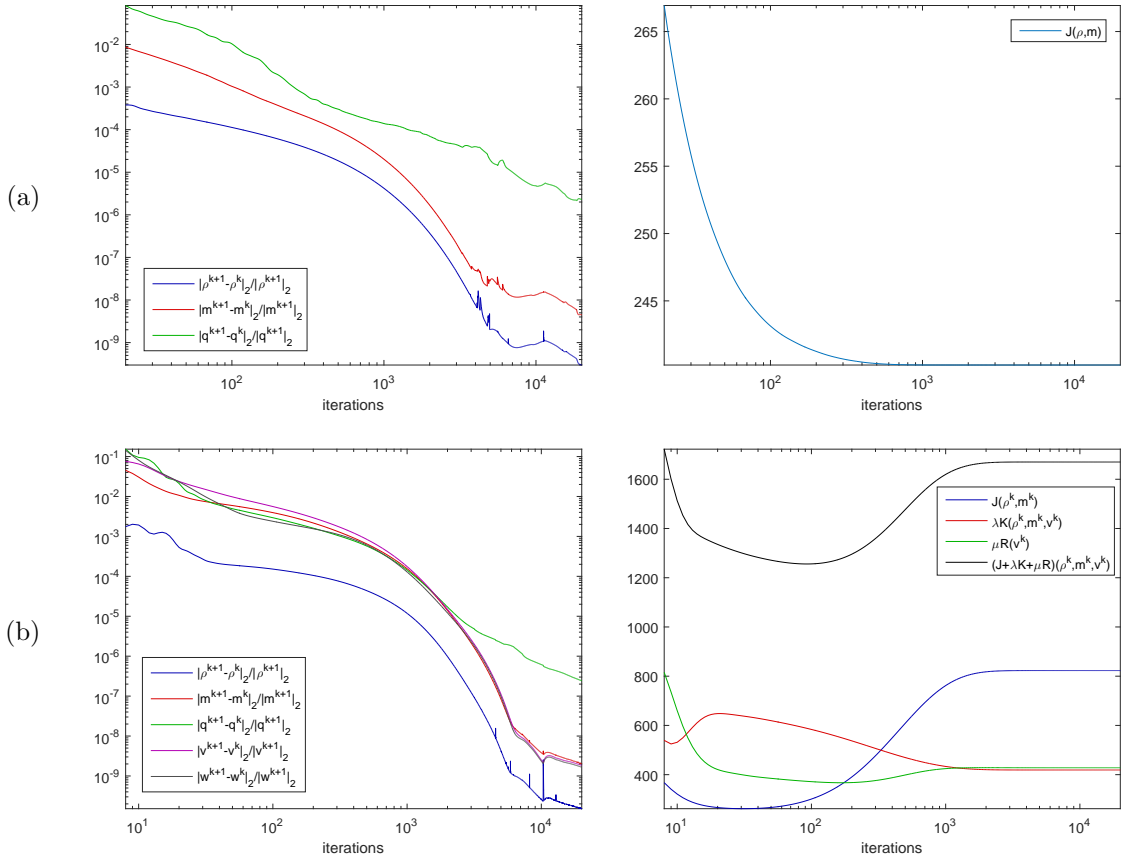 (a)
10^-2
10^-3
10^-4
10^-5
10^-6
10^-7
10^-8
10^-9
|ρ^k+1-ρ^k|_2/|ρ^k+1|_2
|m^k+1-m^k|_2/|m^k+1|_2
|q^k+1-q^k|_2/|q^k+1|_2
10^2 10^3 10^4
iterations
265
260
255
250
245
J(ρ,m)
10^2 10^3 10^4
iterations
(b)
10^-1
10^-2
10^-3
10^-4
10^-5
10^-6
10^-7
10^-8
10^-9
|ρ^k+1-ρ^k|_2/|ρ^k+1|_2
|m^k+1-m^k|_2/|m^k+1|_2
|q^k+1-q^k|_2/|q^k+1|_2
|v^k+1-v^k|_2/|v^k+1|_2
|w^k+1-w^k|_2/|w^k+1|_2
10^1 10^2 10^3 10^4
iterations
1600
1400
1200
1000
800
600
400
J(ρ^k,m^k)
λK(ρ^k,m^k,v^k)
μR(v^k)
(J+λK+μR)(ρ^k,m^k,v^k)
10^1 10^2 10^3 10^4
iterations